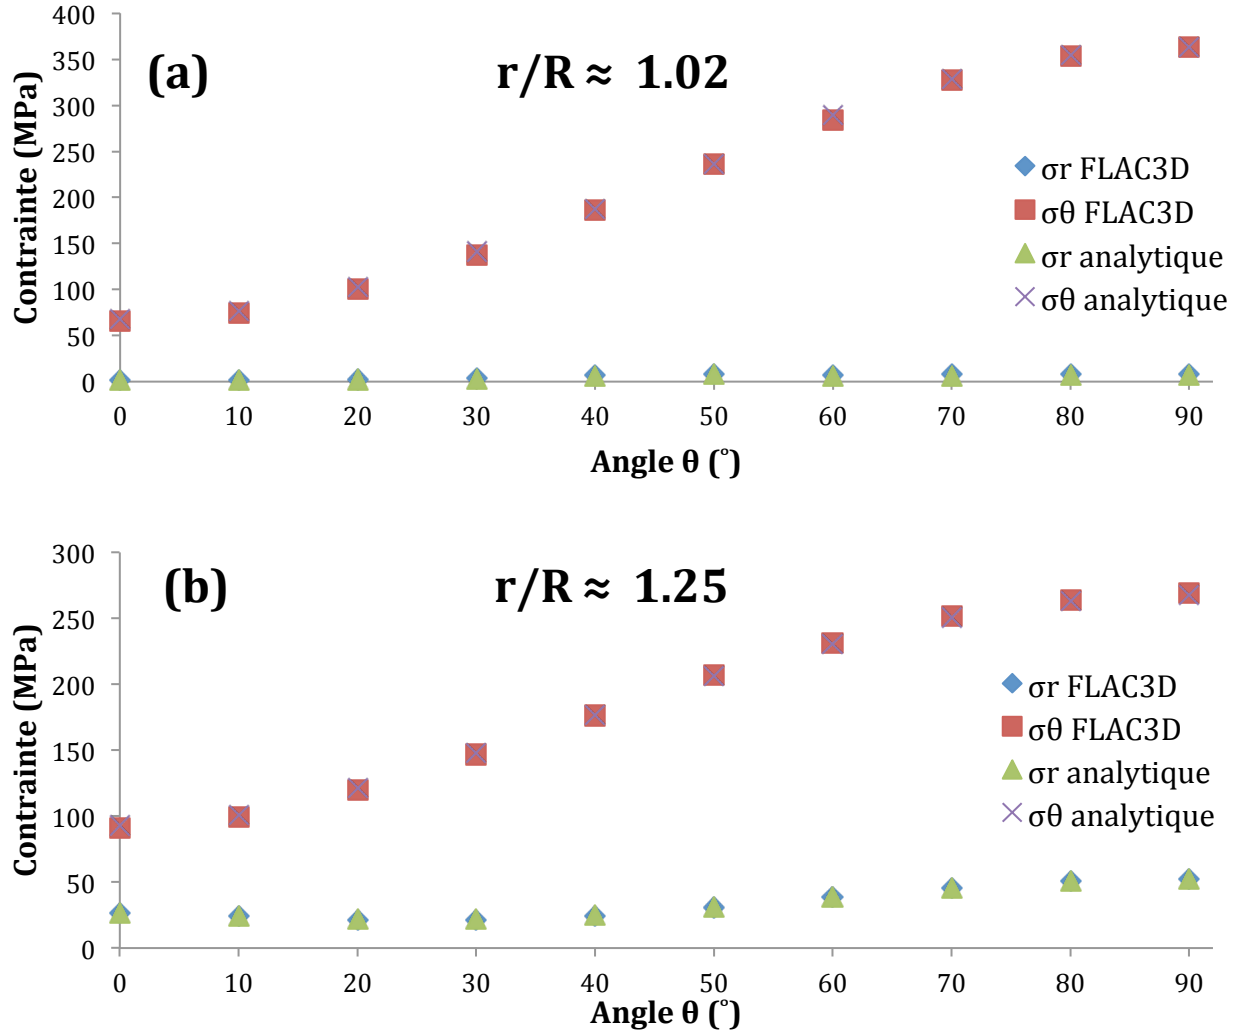 400
350
300
250
200
150
100
50
0
Contrainte (MPa)
(a)
r/R ≈ 1.02
σr FLAC3D
σθ FLAC3D
σr analytique
σθ analytique
0 10 20 30 40 50 60 70 80 90
Angle θ (°)
300
250
200
150
100
50
0
Contrainte (MPa)
(b)
r/R ≈ 1.25
σr FLAC3D
σθ FLAC3D
σr analytique
σθ analytique
0 10 20 30 40 50 60 70 80 90
Angle θ (°)